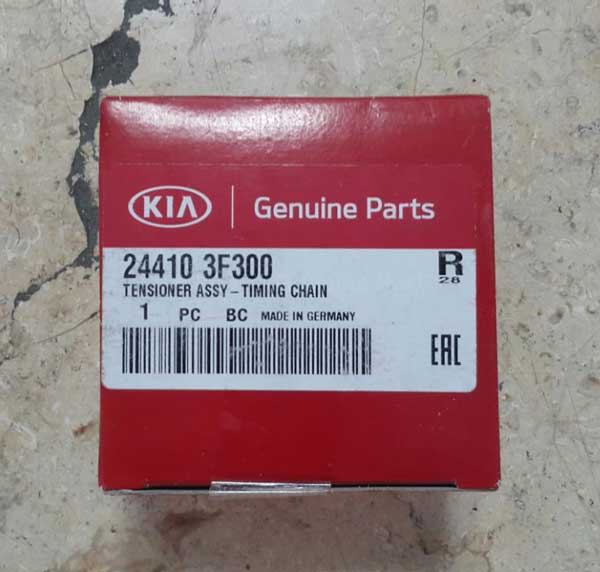 KIA
Genuine Parts
24410 3F300
R
28
TENSIONER ASSY-TIMING CHAIN
1 PC BC MADE IN GERMANY
EAC